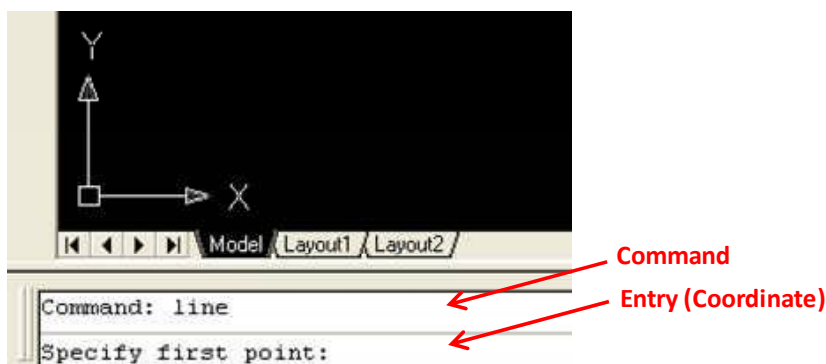 Y
X
Model Layout1 Layout2
Command
Entry (Coordinate)
Command: line
Specify first point: